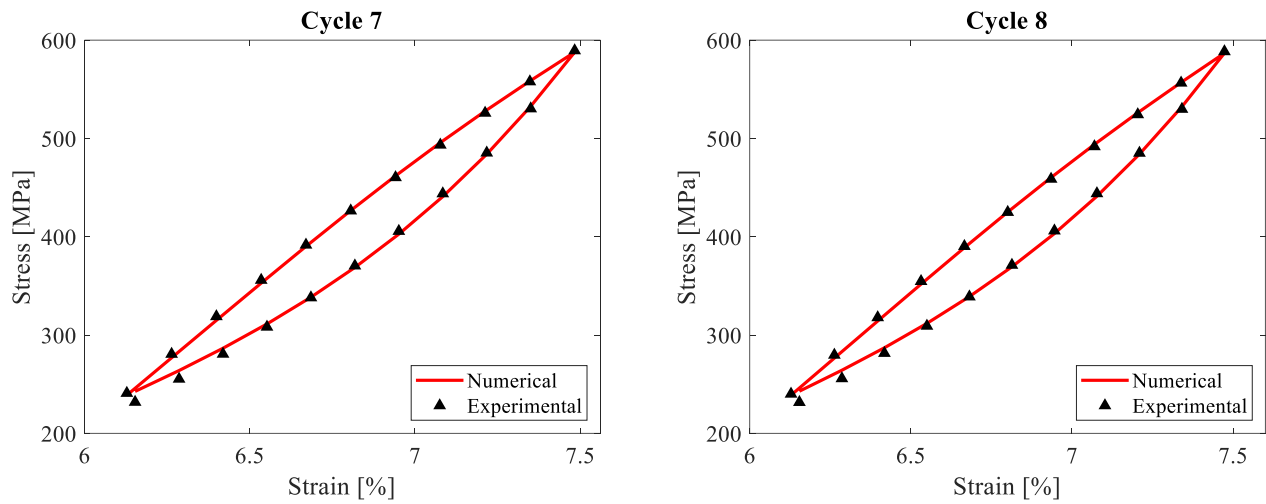 Cycle 7
600
500
400
300
200
Stress [MPa]
6
6.5
7
7.5
Strain [%]
Numerical
Experimental
Cycle 8
600
500
400
300
200
Stress [MPa]
6
6.5
7
7.5
Strain [%]
Numerical
Experimental